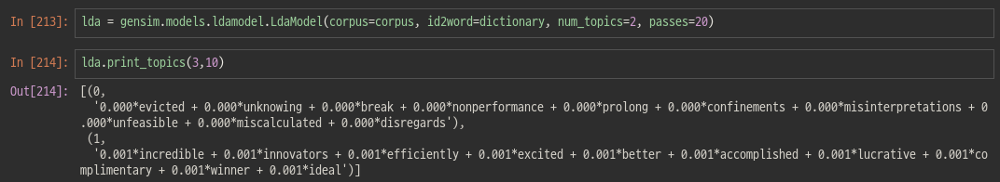 In [213]: lda = gensim.models.ldamodel.LdaModel(corpus=corpus, id2word=dictionary, num_topics=2, passes=20)
In [214]: lda.print_topics(3,10)
Out[214]: [(0,
'0.000*evicted + 0.000*unknowing + 0.000*break + 0.000*nonperformance + 0.000*prolong + 0.000*confinements + 0.000*misinterpretations + 0
.000*unfeasible + 0.000*miscalculated + 0.000*disregards'),
(1,
'0.001*incredible + 0.001*innovators + 0.001*efficiently + 0.001*excited + 0.001*better + 0.001*accomplished + 0.001*lucrative + 0.001*co
mplimentary + 0.001*winner + 0.001*ideal')]